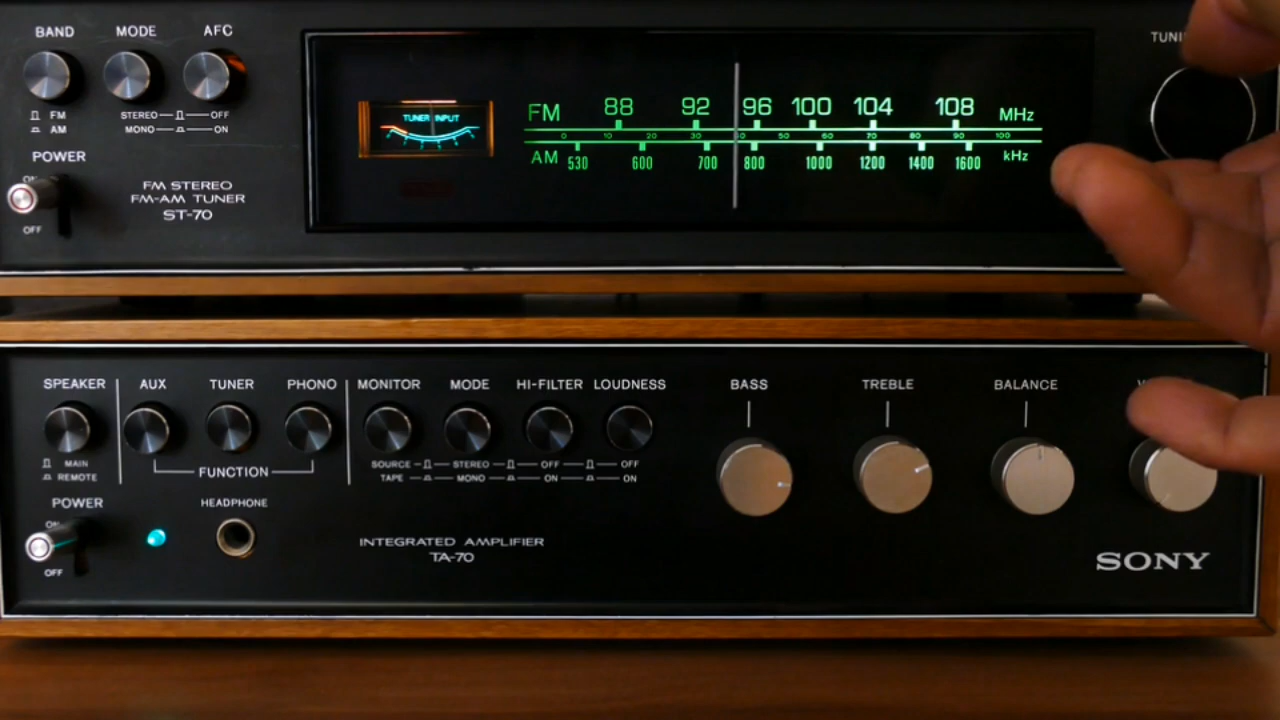 BAND MODE AFC
FM
AM
STEREO OFF
MONO ON
POWER
ON
OFF
FM STEREO
FM-AM TUNER
ST-70
TUNER INPUT
FM 88 92 96 100 104 108 MHz
0 10 20 30 50 60 70 80 90 100
AM 530 600 700 800 1000 1200 1400 1600 kHz
SPEAKER AUX TUNER PHONO MONITOR MODE HI-FILTER LOUDNESS BASS TREBLE BALANCE
MAIN
REMOTE
FUNCTION
SOURCE STEREO OFF OFF
TAPE MONO ON ON
POWER
ON
OFF
HEADPHONE
INTEGRATED AMPLIFIER
TA-70
SONY